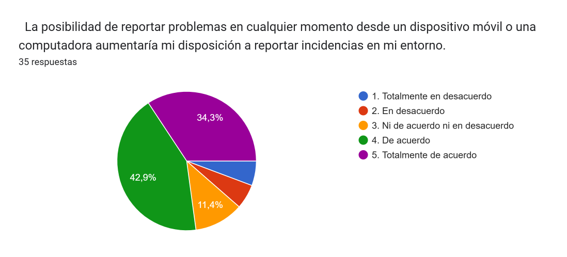 La posibilidad de reportar problemas en cualquier momento desde un dispositivo móvil o una
computadora aumentaría mi disposición a reportar incidencias en mi entorno.
35 respuestas
1. Totalmente en desacuerdo
2. En desacuerdo
3. Ni de acuerdo ni en desacuerdo
4. De acuerdo
5. Totalmente de acuerdo
34,3%
42,9%
11,4%